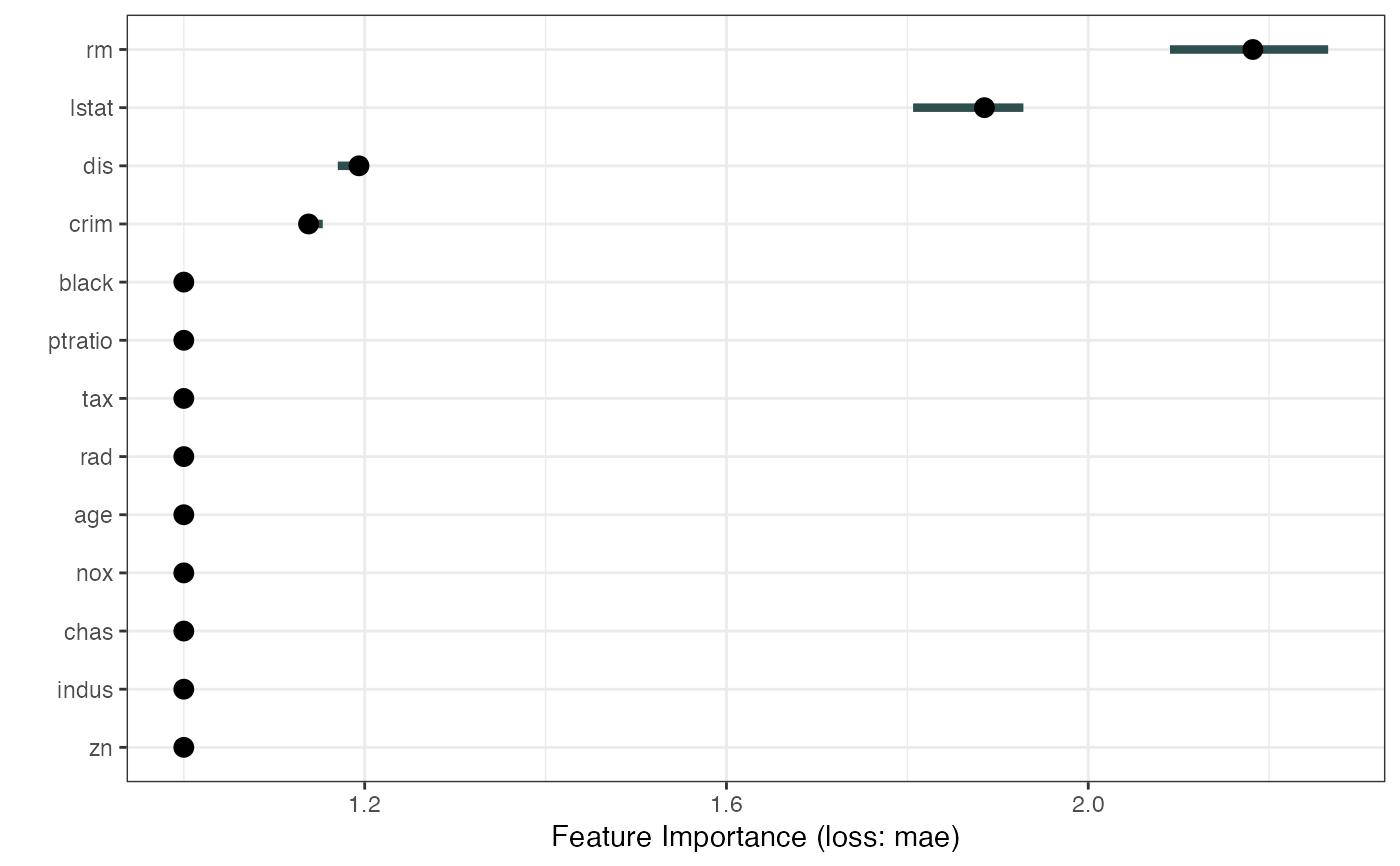 rm
lstat
dis
crim
black
ptratio
tax
rad
age
nox
chas
indus
zn
1.2 1.6 2.0
Feature Importance (loss: mae)